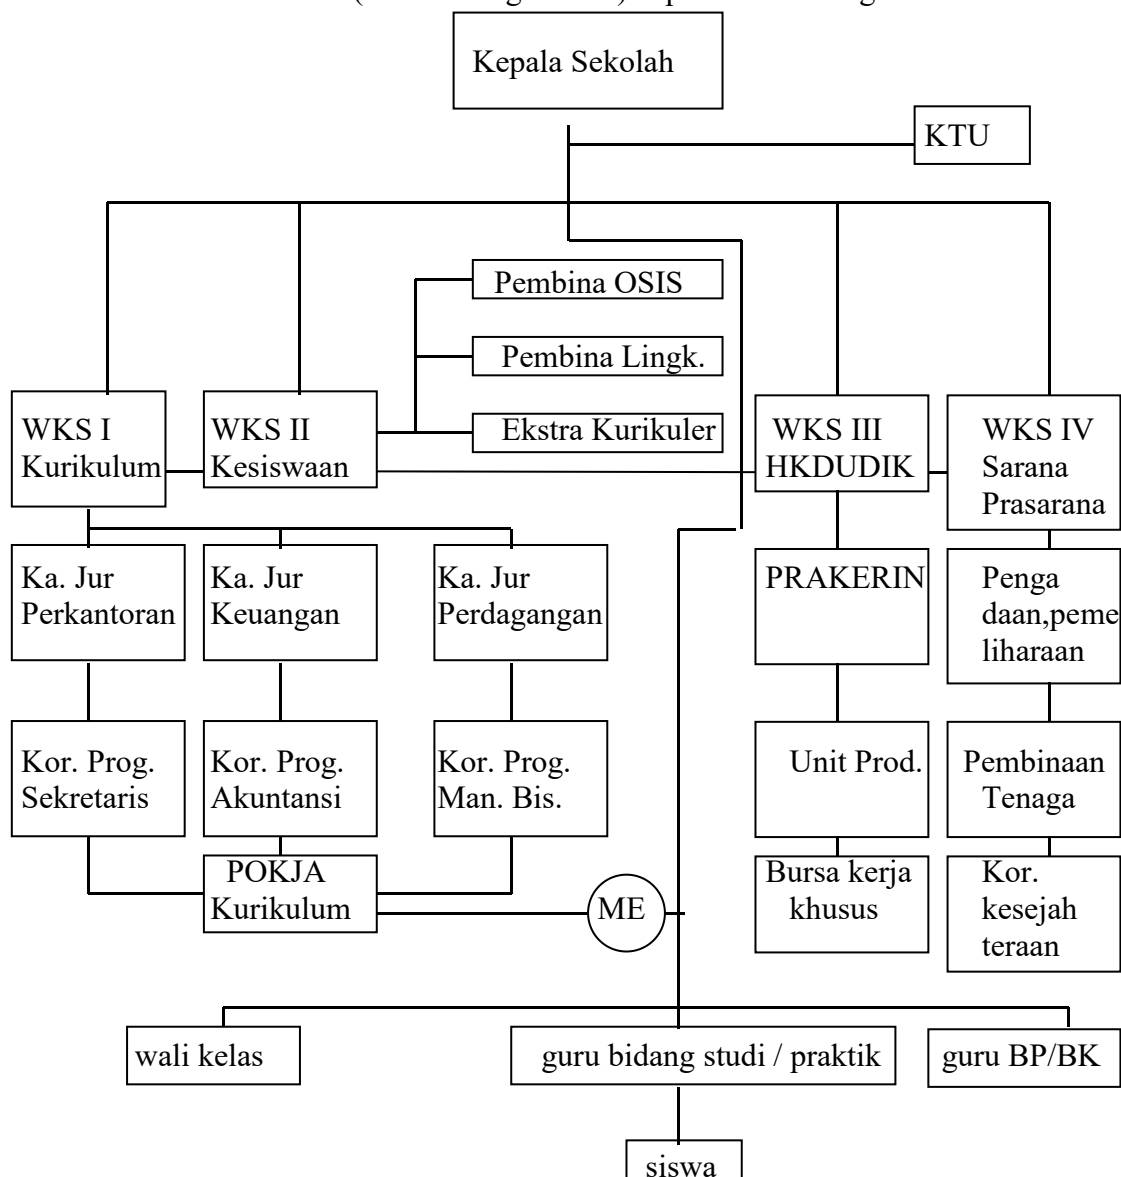 Kepala Sekolah
KTU
Pembina OSIS
Pembina Lingk.
Ekstra Kurikuler
WKS I
Kurikulum
WKS II
Kesiswaan
WKS III
HKDUDIK
WKS IV
Sarana
Prasarana
Ka. Jur
Perkantoran
Ka. Jur
Keuangan
Ka. Jur
Perdagangan
PRAKERIN
Penga
daan,peme
liharaan
Kor. Prog.
Sekretaris
Kor. Prog.
Akuntansi
Kor. Prog.
Man. Bis.
Unit Prod.
Pembinaan
Tenaga
POKJA
Kurikulum
ME
Bursa kerja
khusus
Kor.
kesejah
teraan
wali kelas
guru bidang studi / praktik
guru BP/BK
siswa